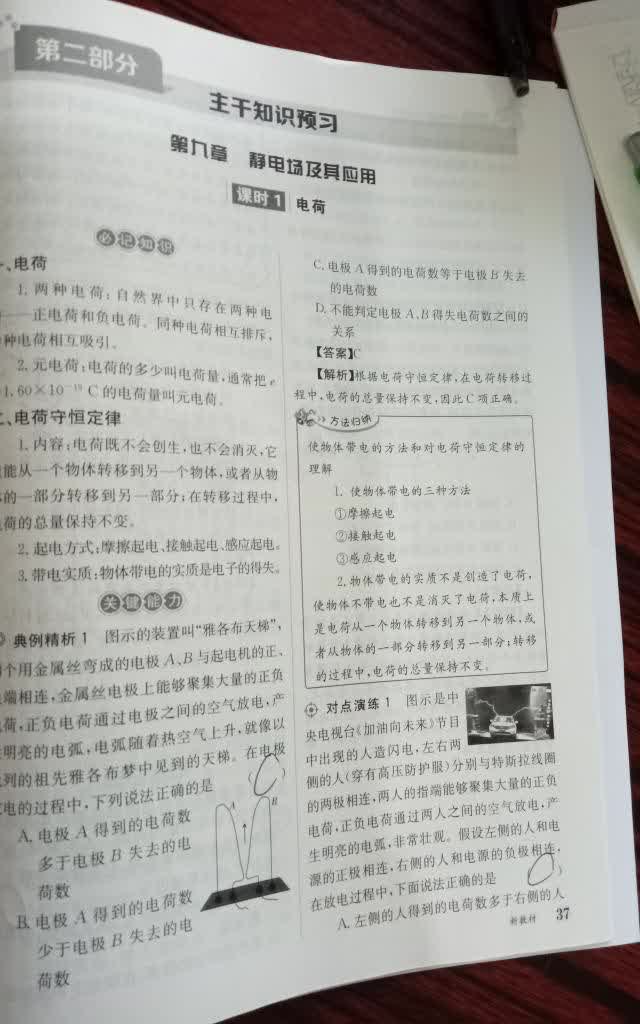 第二部分
主干知识预习
第九章 静电场及其应用
课时1 电荷
必记知识
、电荷
1.两种电荷:自然界中只存在两种电
——正电荷和负电荷。同种电荷相互排斥,
种电荷相互吸引。
2.元电荷:电荷的多少叫电荷量,通常把e
1.60×10⁻¹⁹ C的电荷量叫元电荷。
、电荷守恒定律
1.内容:电荷既不会创生,也不会消灭,它
能从一个物体转移到另一个物体,或者从物
的一部分转移到另一部分;在转移过程中,
荷的总量保持不变。
2.起电方式:摩擦起电、接触起电、感应起电。
3.带电实质:物体带电的实质是电子的得失。
关键能力
典例精析1 图示的装置叫“雅各布天梯”,
个用金属丝弯成的电极A、B与起电机的正、
端相连,金属丝电极上能够聚集大量的正负
荷,正负电荷通过电极之间的空气放电,产
明亮的电弧,电弧随着热空气上升,就像以
列的祖先雅各布梦中见到的天梯。在电极
电的过程中,下列说法正确的是 ( )
A.电极A得到的电荷数
多于电极B失去的电
荷数
B.电极A得到的电荷数
少于电极B失去的电
荷数
A B
C.电极A得到的电荷数等于电极B失去
的电荷数
D.不能判定电极A、B得失电荷数之间的
关系
【答案】C
【解析】根据电荷守恒定律,在电荷转移过
程中,电荷的总量保持不变,因此C项正确。
方法归纳
使物体带电的方法和对电荷守恒定律的
理解
1.使物体带电的三种方法
①摩擦起电
②接触起电
③感应起电
2.物体带电的实质不是创造了电荷,
使物体不带电也不是消灭了电荷,本质上
是电荷从一个物体转移到另一个物体,或
者从物体的一部分转移到另一部分;转移
的过程中,电荷的总量保持不变。
对点演练1 图示是中
央电视台《加油向未来》节目
中出现的人造闪电,左右两
侧的人(穿有高压防护服)分别与特斯拉线圈
的两极相连,两人的指端能够聚集大量的正负
电荷,正负电荷通过两人之间的空气放电,产
生明亮的电弧,非常壮观。假设左侧的人和电
源的正极相连,右侧的人和电源的负极相连,
在放电过程中,下面说法正确的是 ( )
A.左侧的人得到的电荷数多于右侧的人
新教材 37